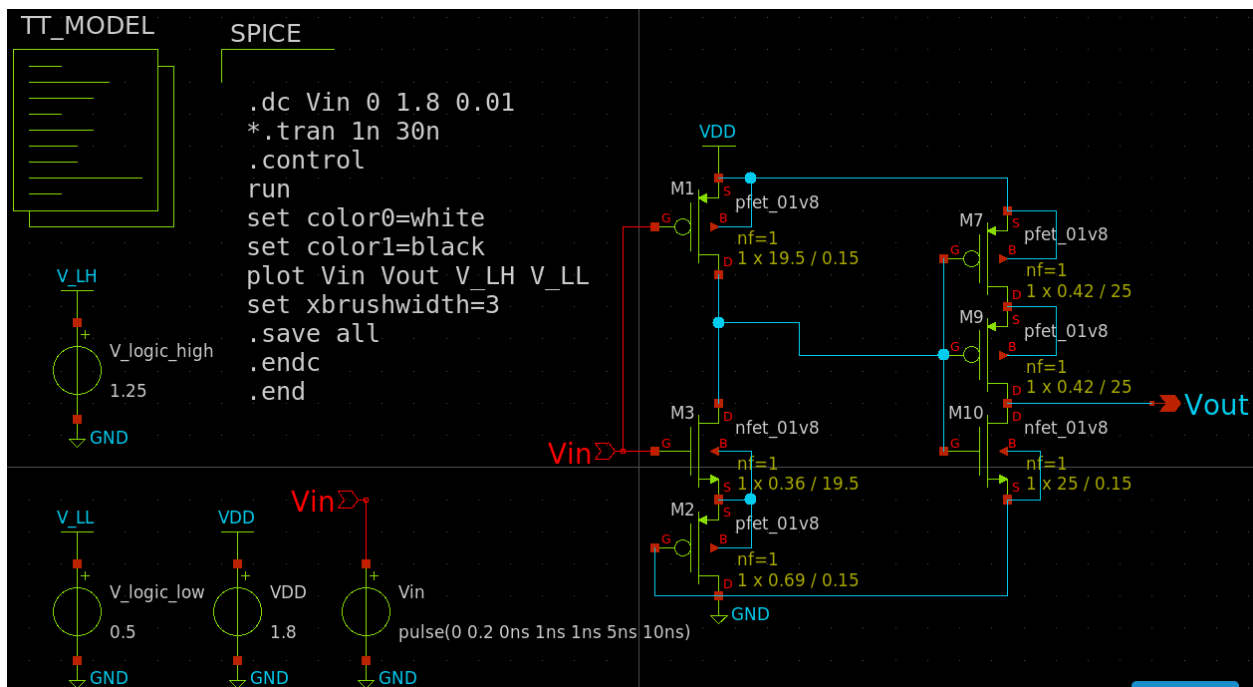 TT_MODEL
SPICE
.dc Vin 0 1.8 0.01
*.tran 1n 30n
.control
run
set color0=white
set color1=black
plot Vin Vout V_LH V_LL
set xbrushwidth=3
.save all
.endc
.end
V_LH
+
V_logic_high
1.25
GND
V_LL
+
V_logic_low
0.5
GND
VDD
+
VDD
1.8
GND
Vin
+
Vin
pulse(0 0.2 0ns 1ns 1ns 5ns 10ns)
GND
VDD
M1
S
pfet_01v8
G
B
nf=1
1 x 19.5 / 0.15
D
Vin
M3
D
nfet_01v8
G
B
nf=1
1 x 0.36 / 19.5
S
M2
S
pfet_01v8
G
B
nf=1
1 x 0.69 / 0.15
D
GND
M7
S
pfet_01v8
G
B
nf=1
1 x 0.42 / 25
D
M9
S
pfet_01v8
G
B
nf=1
1 x 0.42 / 25
D
Vout
M10
D
nfet_01v8
G
B
nf=1
1 x 25 / 0.15
S